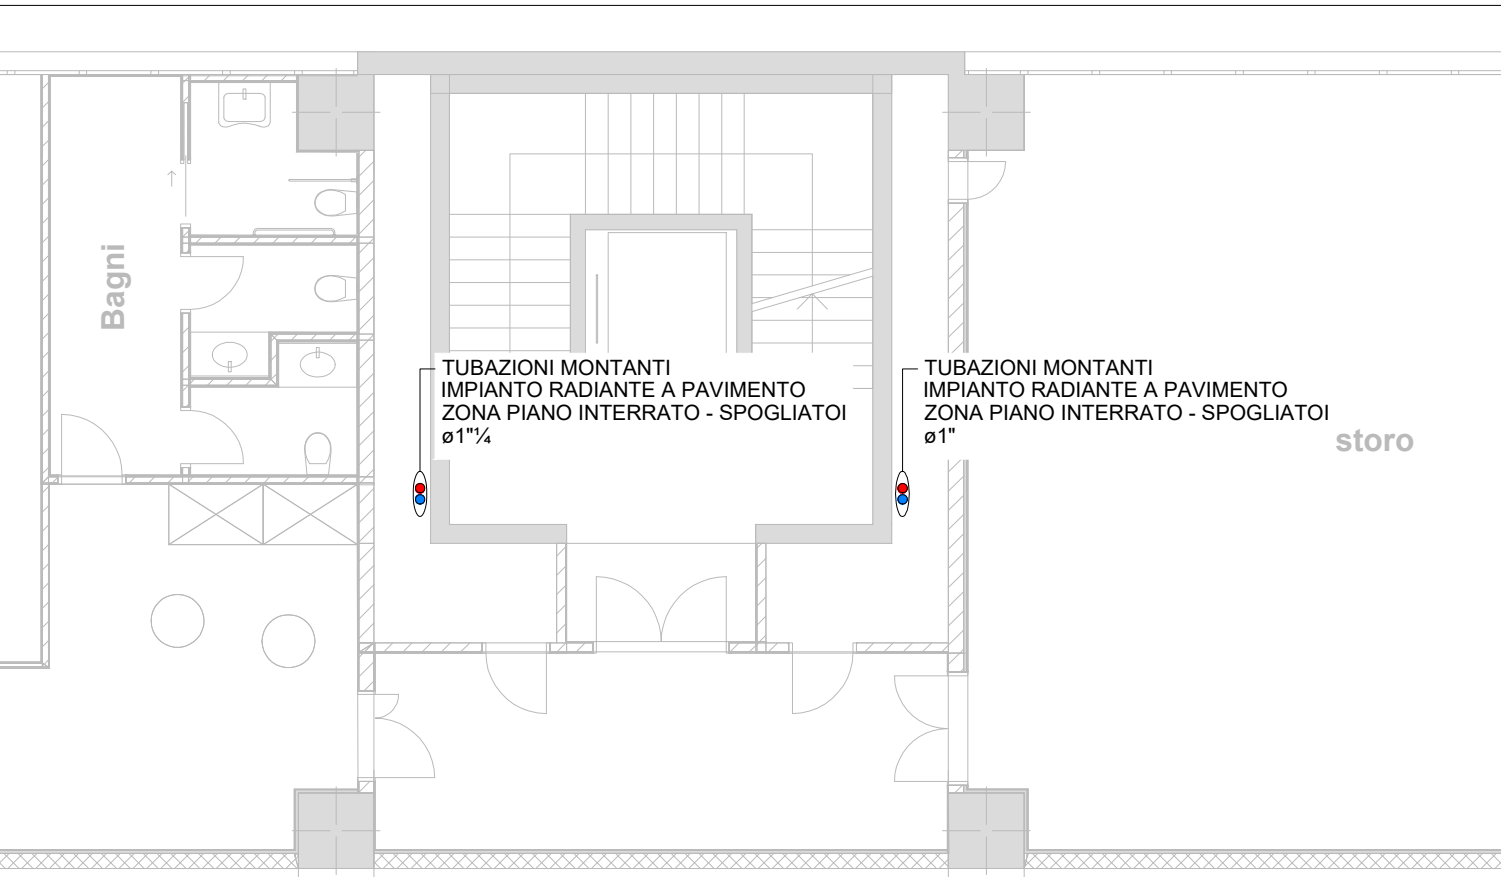 Bagni
TUBAZIONI MONTANTI
IMPIANTO RADIANTE A PAVIMENTO
ZONA PIANO INTERRATO - SPOGLIATOI
ø1"¼
TUBAZIONI MONTANTI
IMPIANTO RADIANTE A PAVIMENTO
ZONA PIANO INTERRATO - SPOGLIATOI
ø1"
storo